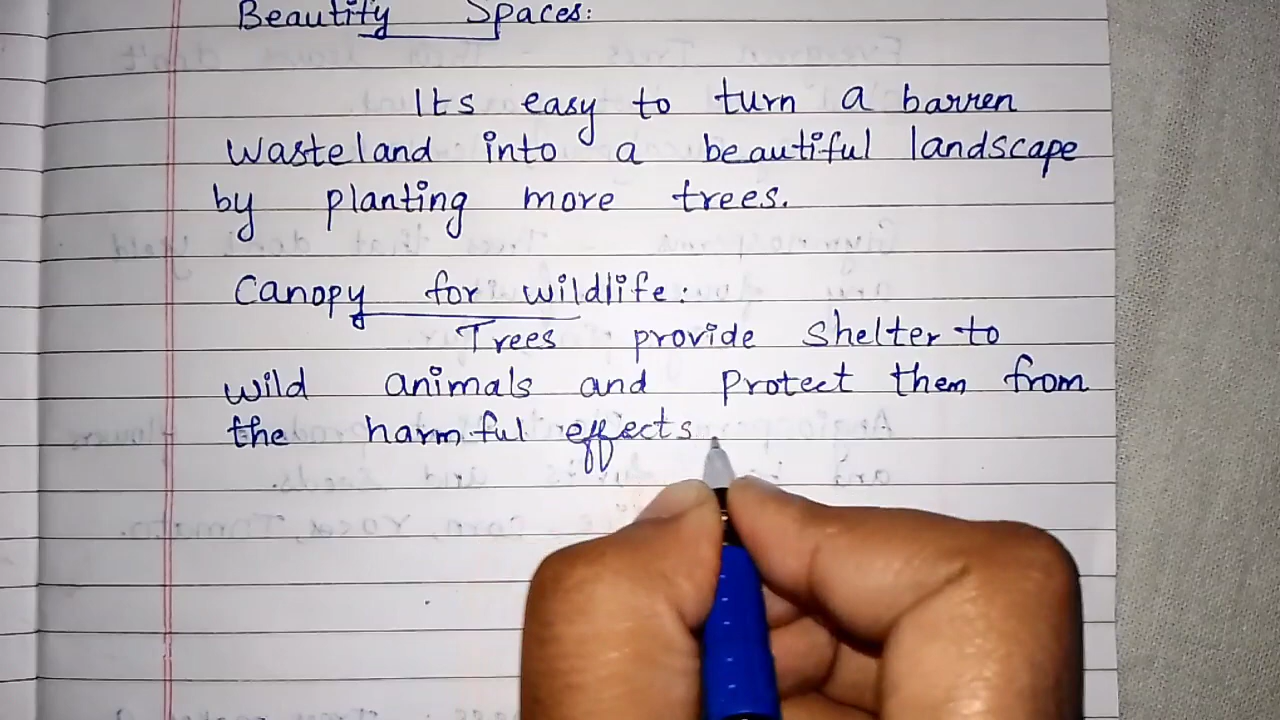 Beautify Spaces:
Its easy to turn a barren
wasteland into a beautiful landscape
by planting more trees.
Canopy for wildlife:
Trees provide shelter to
wild animals and protect them from
the harmful effects.